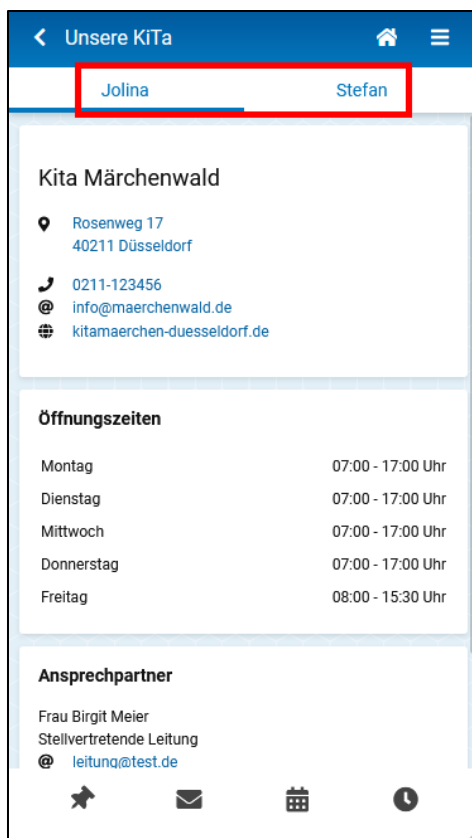 Unsere KiTa
Jolina Stefan
Kita Märchenwald
Rosenweg 17
40211 Düsseldorf
0211-123456
@ info@maerchenwald.de
kitamaerchen-duesseldorf.de
Öffnungszeiten
Montag 07:00 - 17:00 Uhr
Dienstag 07:00 - 17:00 Uhr
Mittwoch 07:00 - 17:00 Uhr
Donnerstag 07:00 - 17:00 Uhr
Freitag 08:00 - 15:30 Uhr
Ansprechpartner
Frau Birgit Meier
Stellvertretende Leitung
@ leitung@test.de